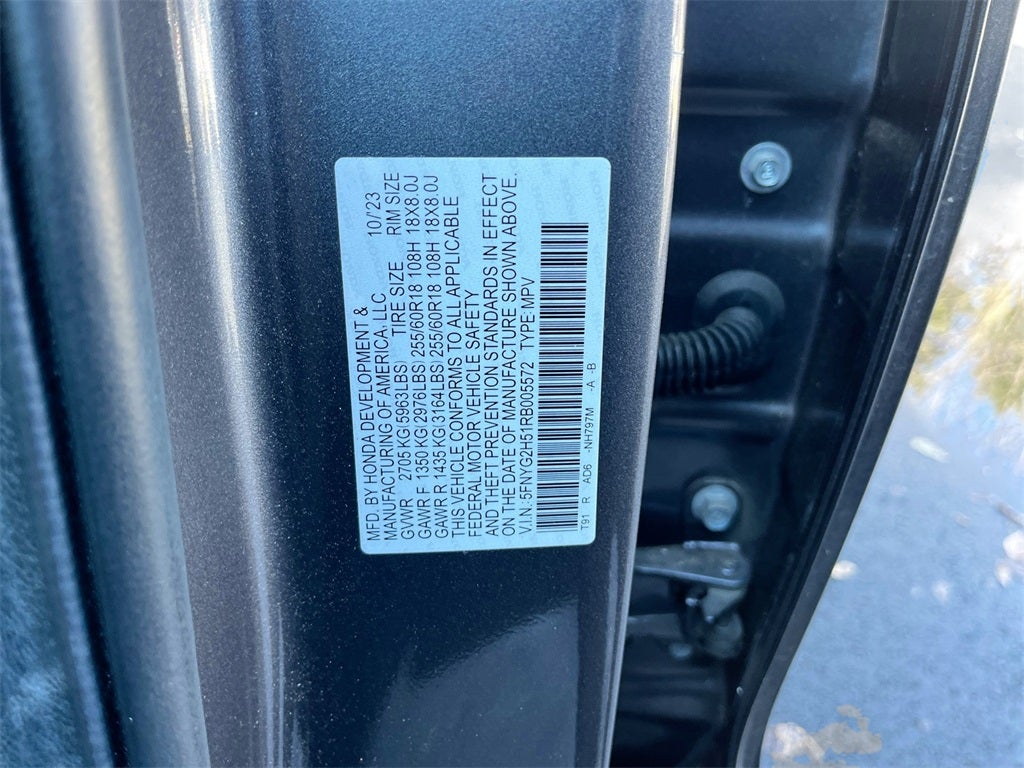 MFD. BY HONDA DEVELOPMENT &
MANUFACTURING OF AMERICA, LLC 10/'23
GVWR 2705 KG(5963LBS) TIRE SIZE RIM SIZE
GAWR F 1350 KG(2976LBS) 255/60R18 108H 18X8.0J
GAWR R 1435 KG(3164LBS) 255/60R18 108H 18X8.0J
THIS VEHICLE CONFORMS TO ALL APPLICABLE
FEDERAL MOTOR VEHICLE SAFETY
AND THEFT PREVENTION STANDARDS IN EFFECT
ON THE DATE OF MANUFACTURE SHOWN ABOVE.
V.I.N.:5FNYG2H51RB005572 TYPE:MPV
T91 R AD6 -NH797M -A -B